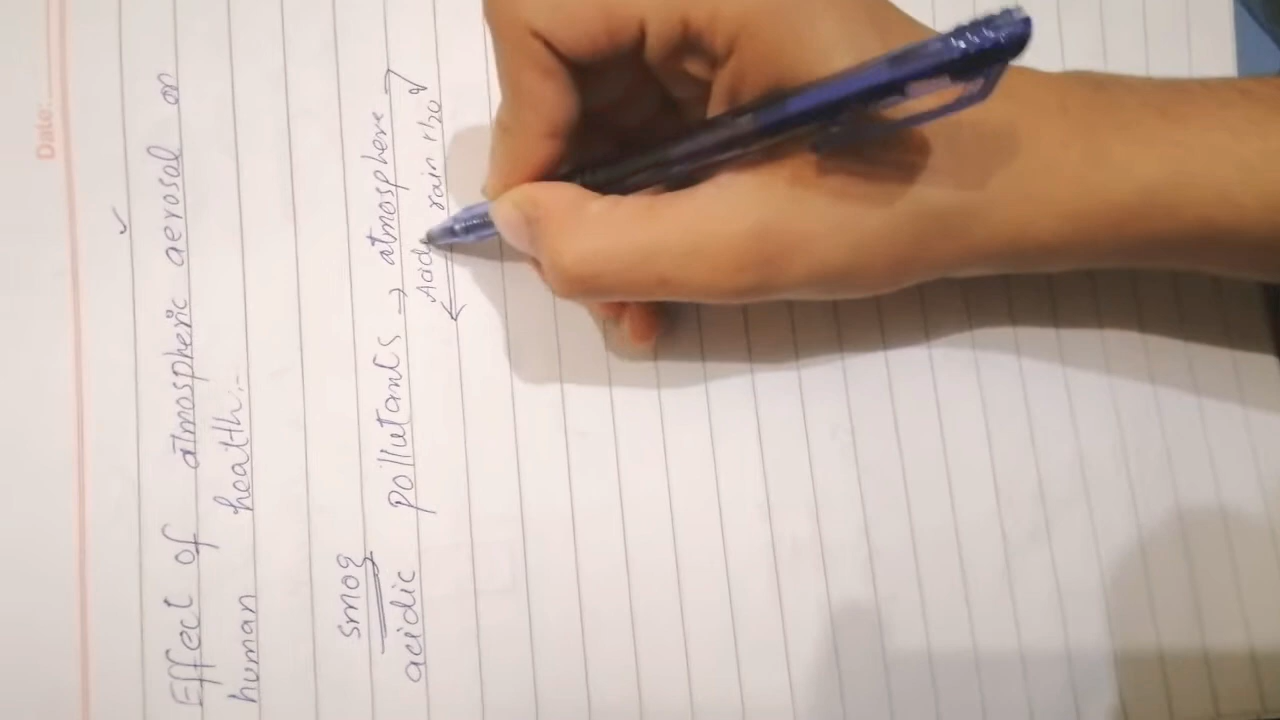 Date:
Effect of atmospheric aerosol on
human health:-
smog
acidic pollutants → atmosphere
Acid rain H2O